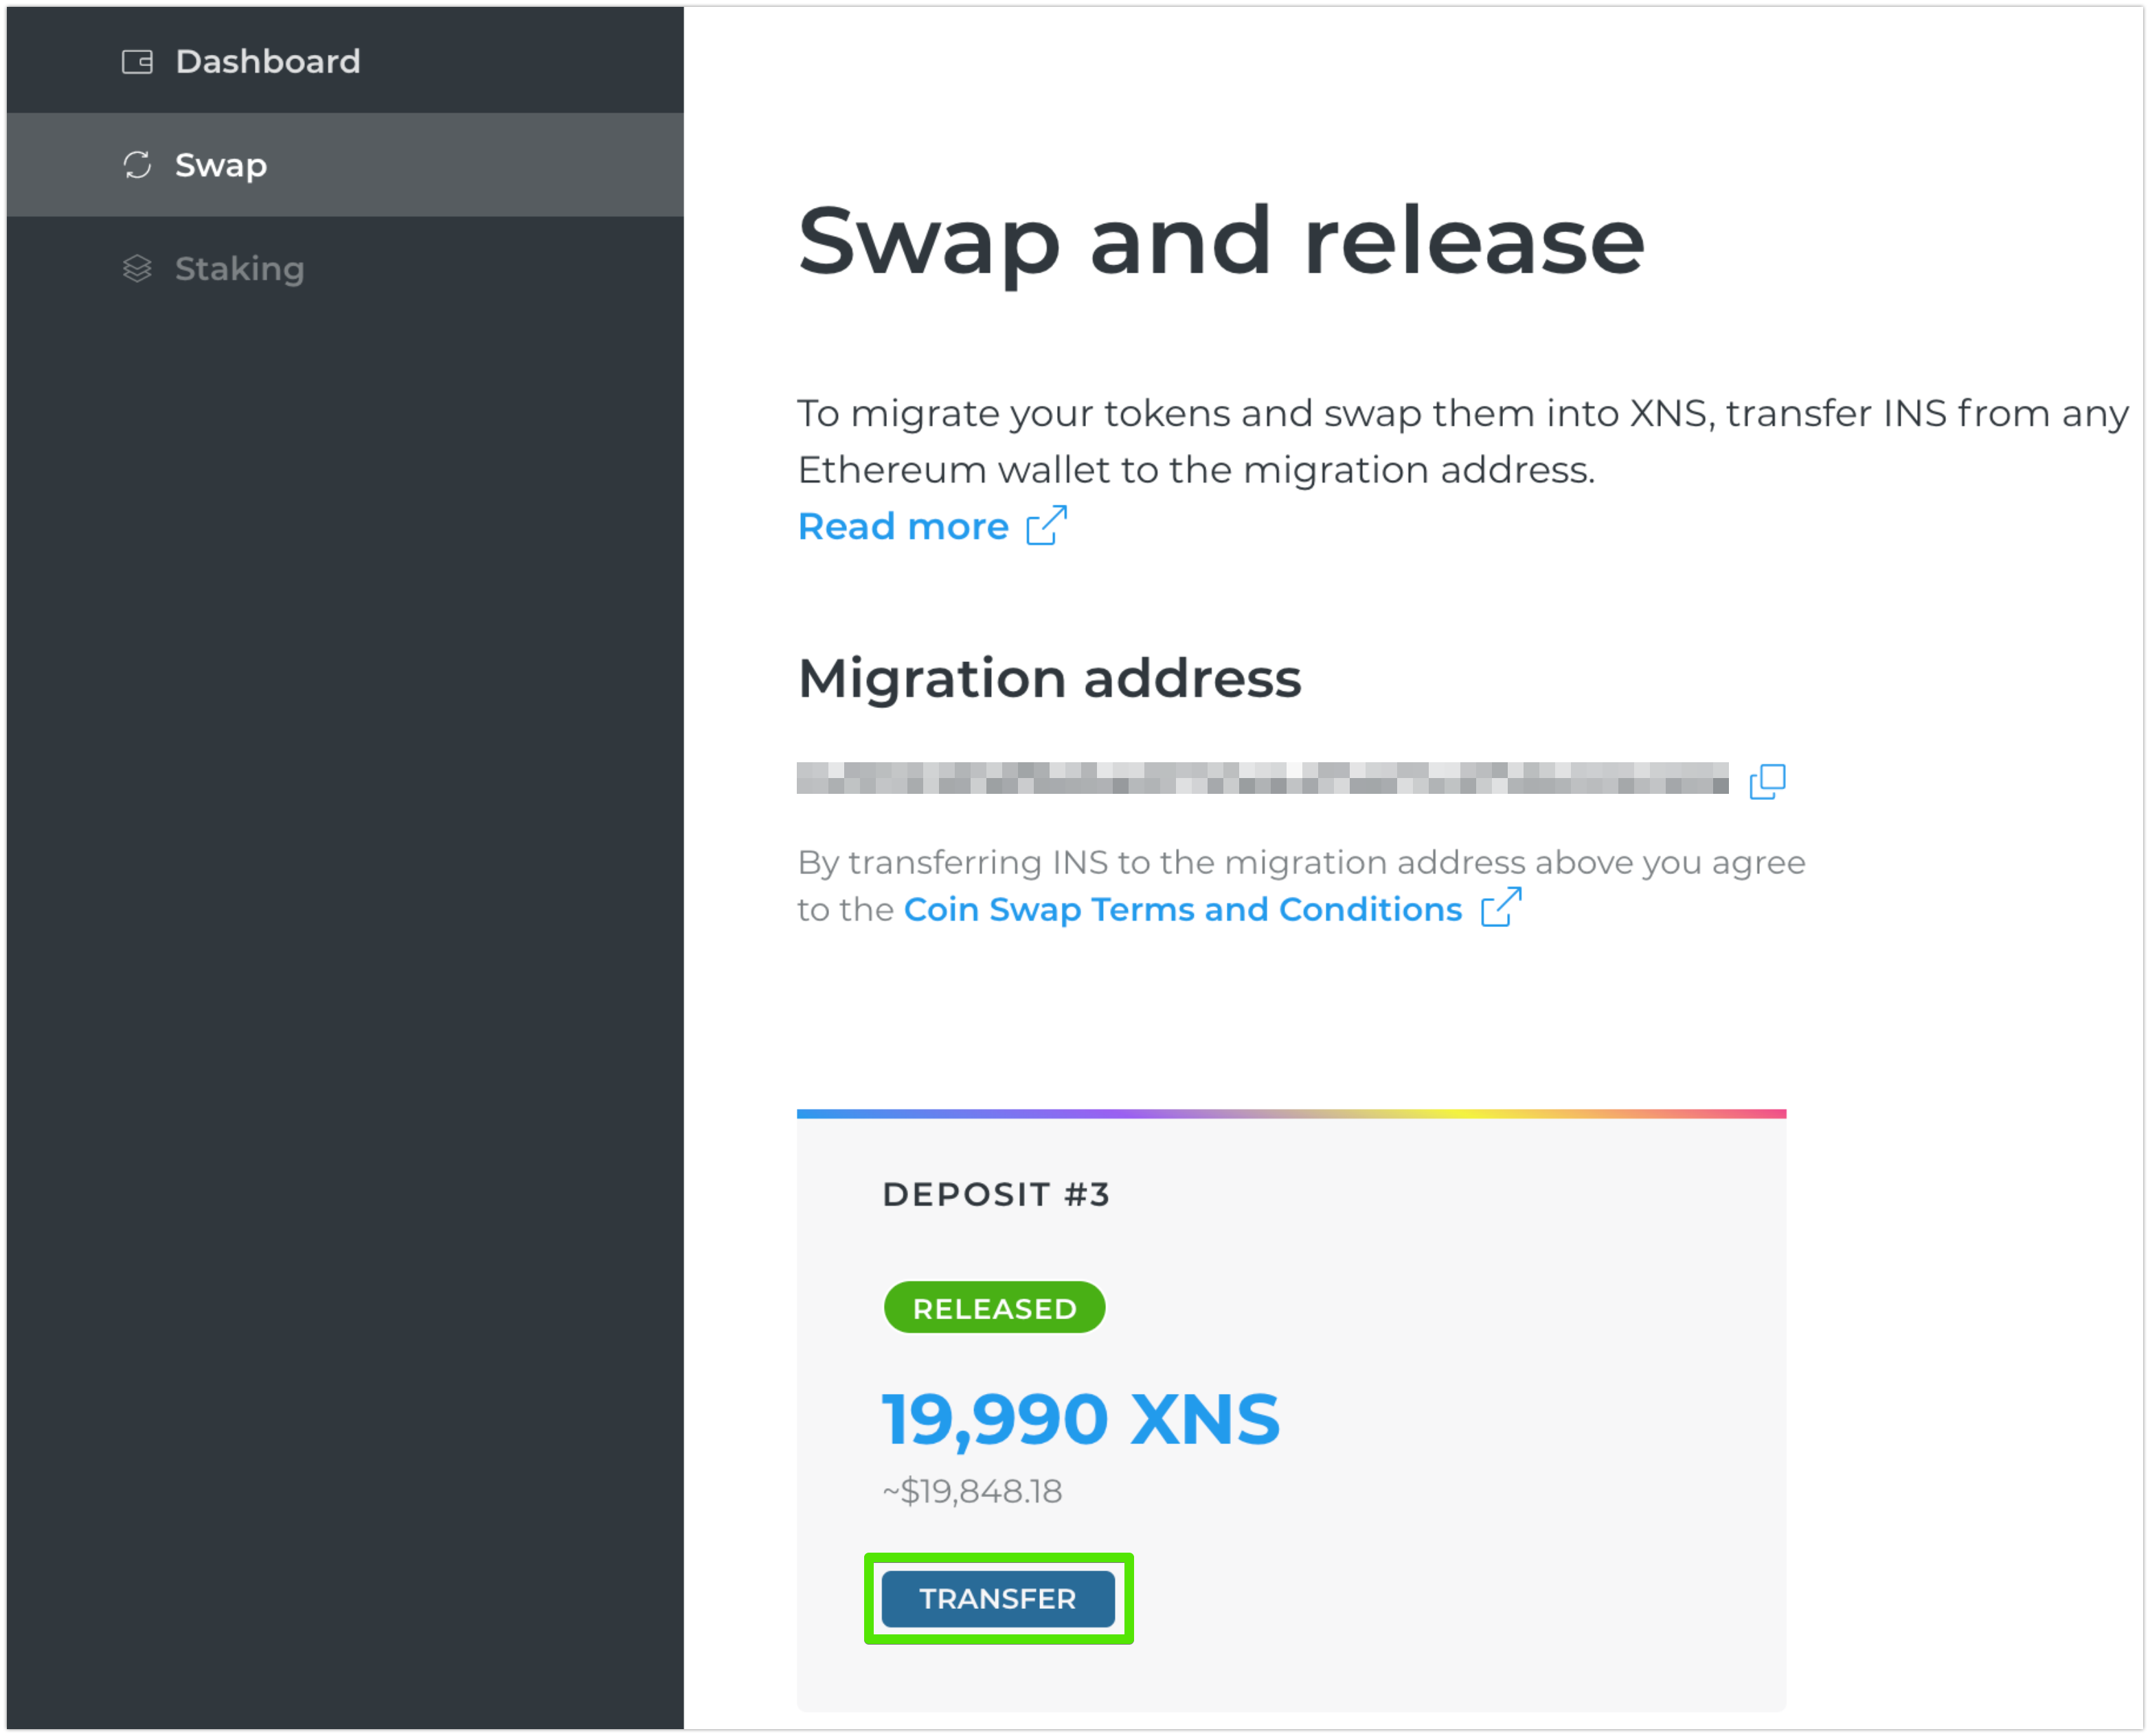 Dashboard
Swap
Staking
Swap and release
To migrate your tokens and swap them into XNS, transfer INS from any
Ethereum wallet to the migration address.
Read more
Migration address
By transferring INS to the migration address above you agree
to the Coin Swap Terms and Conditions
DEPOSIT #3
RELEASED
19,990 XNS
~$19,848.18
TRANSFER